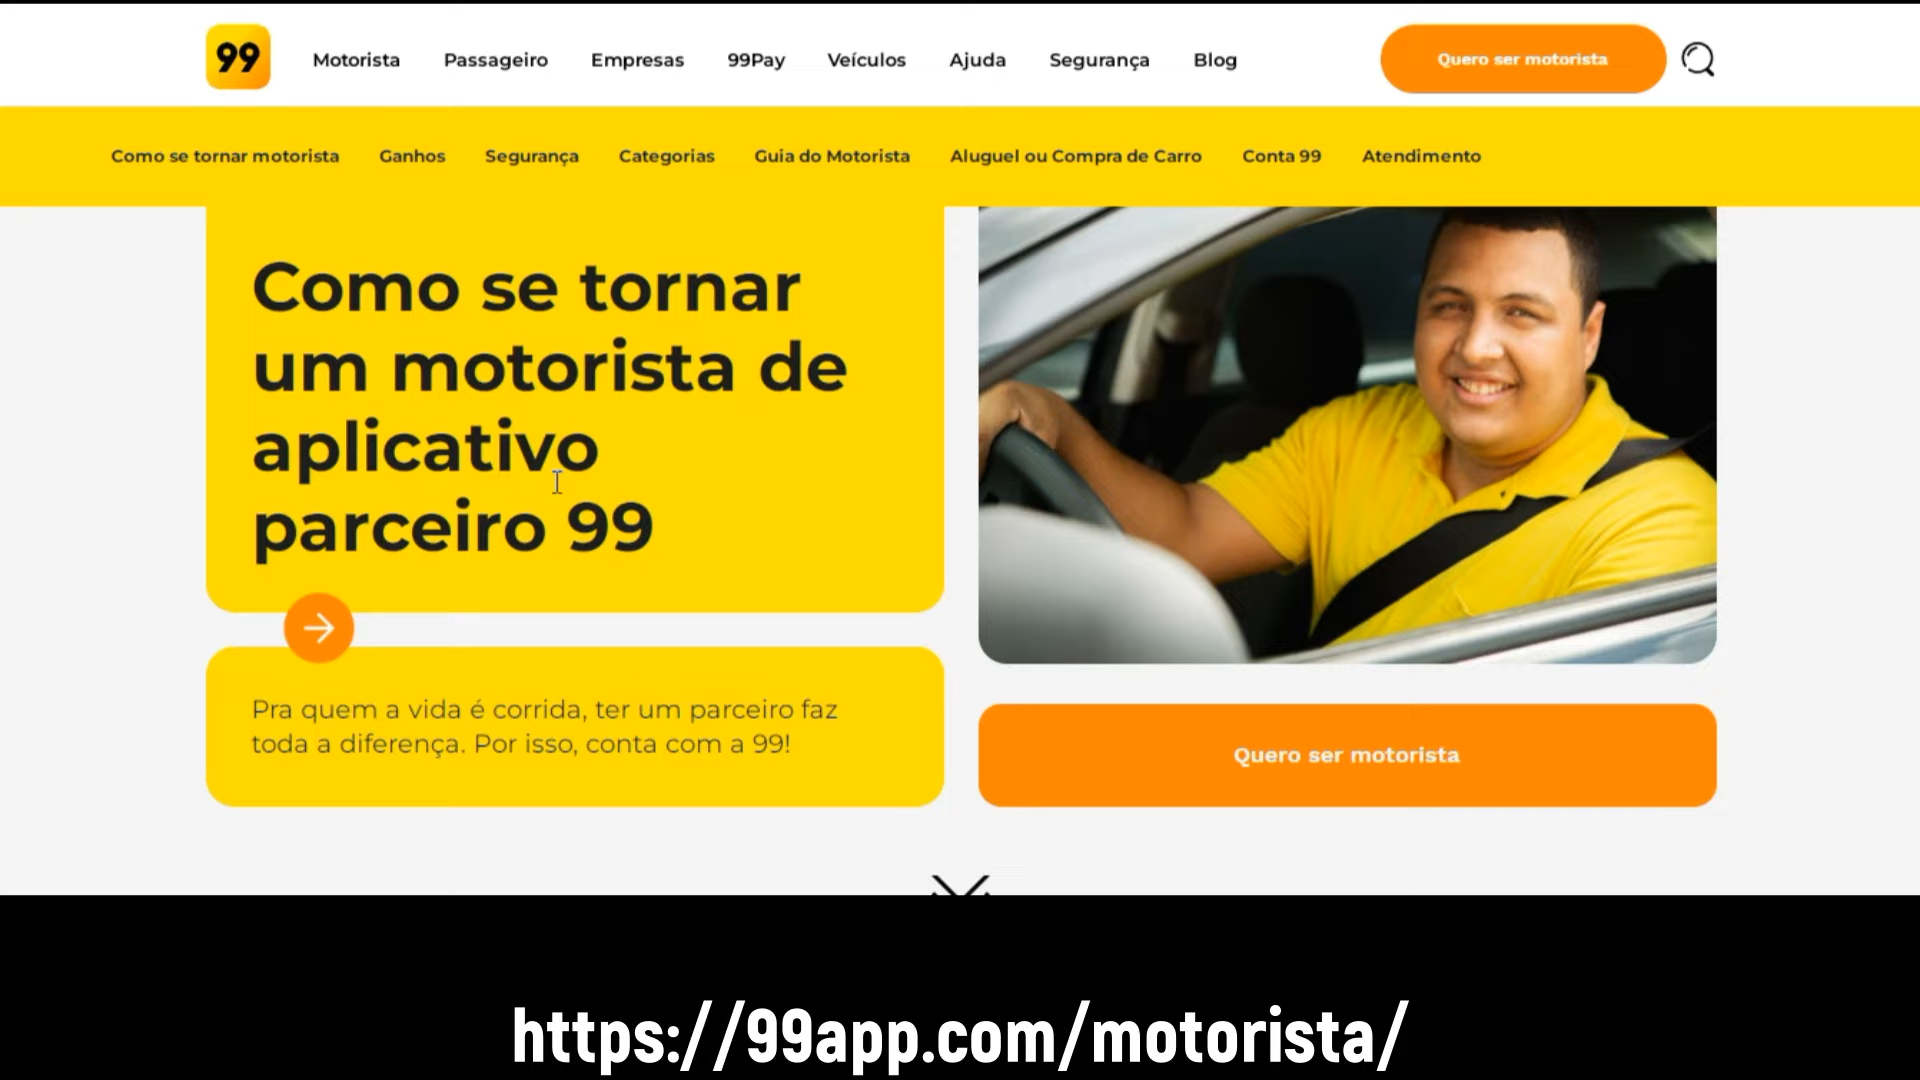 99
Motorista Passageiro Empresas 99Pay Veículos Ajuda Segurança Blog
Quero ser motorista
Como se tornar motorista Ganhos Segurança Categorias Guia do Motorista Aluguel ou Compra de Carro Conta 99 Atendimento
Como se tornar
um motorista de
aplicativo
parceiro 99
Pra quem a vida é corrida, ter um parceiro faz
toda a diferença. Por isso, conta com a 99!
Quero ser motorista
https://99app.com/motorista/